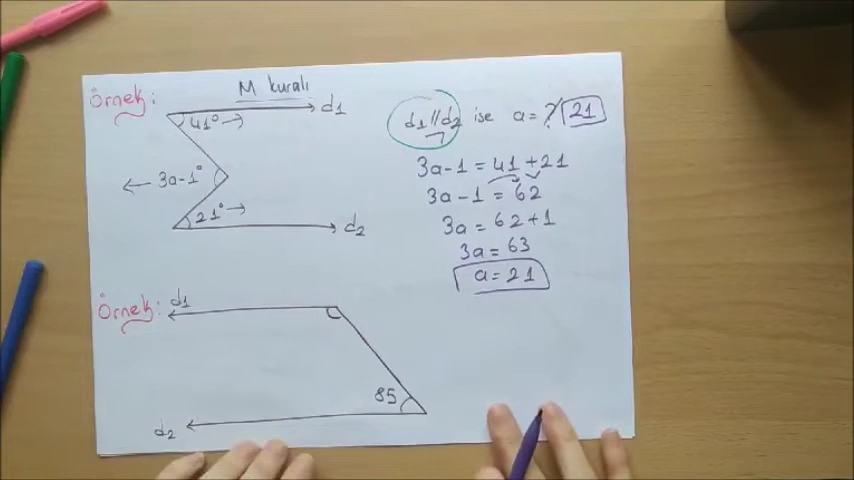 Örnek:
M kuralı
41°
d1
3a-1°
21°
d2
d1//d2 ise a=? 21
3a-1 = 41+21
3a-1 = 62
3a = 62+1
3a = 63
a = 21
Örnek:
d1
85
d2